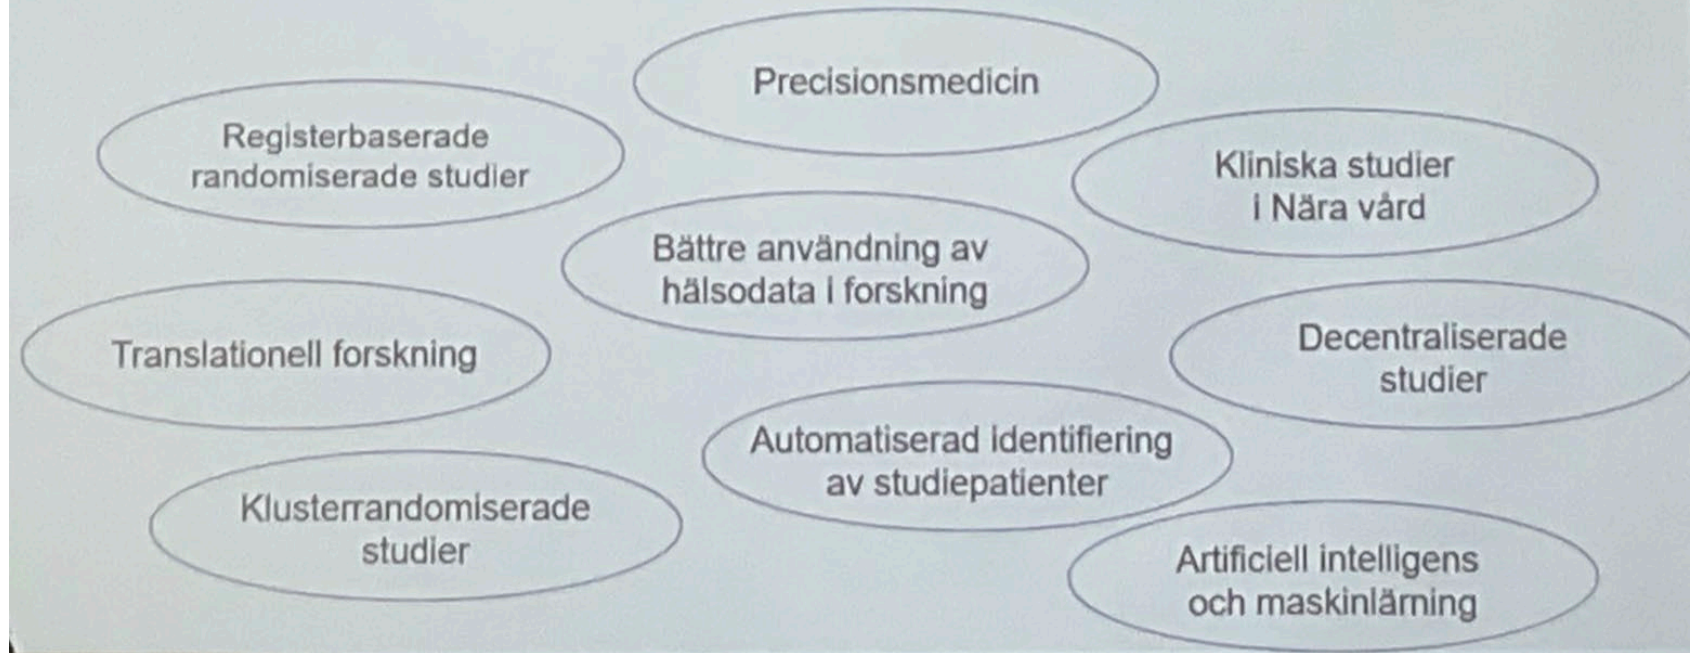 Precisionsmedicin
Registerbaserade
randomiserade studier
Kliniska studier
i Nära vård
Bättre användning av
hälsodata i forskning
Translationell forskning
Decentraliserade
studier
Automatiserad identifiering
av studiepatienter
Klusterrandomiserade
studier
Artificiell intelligens
och maskinlärning